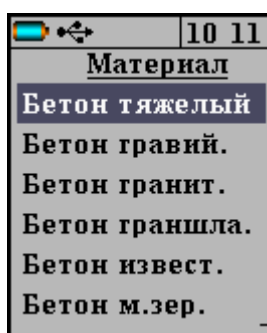 10 11
Материал
Бетон тяжелый
Бетон гравий.
Бетон гранит.
Бетон граншла.
Бетон извест.
Бетон м.зер.